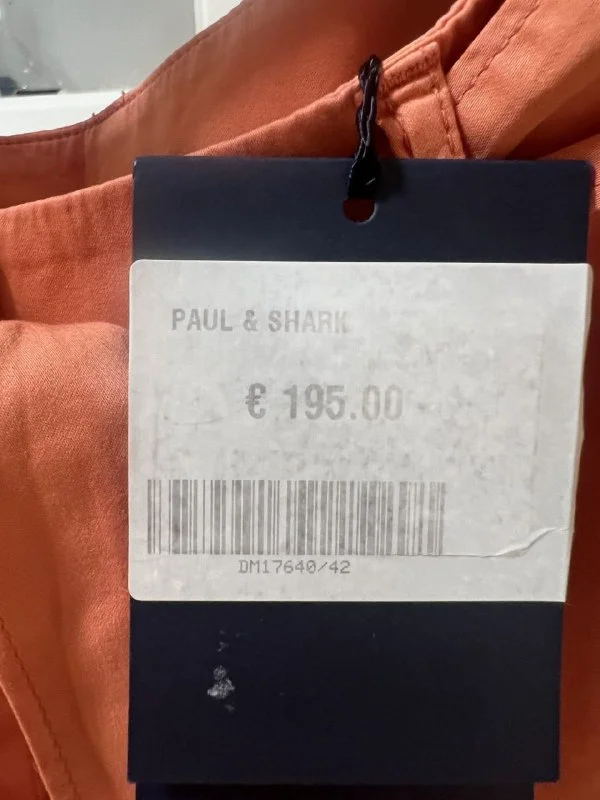 PAUL & SHARK
€ 195.00
DM17640/42